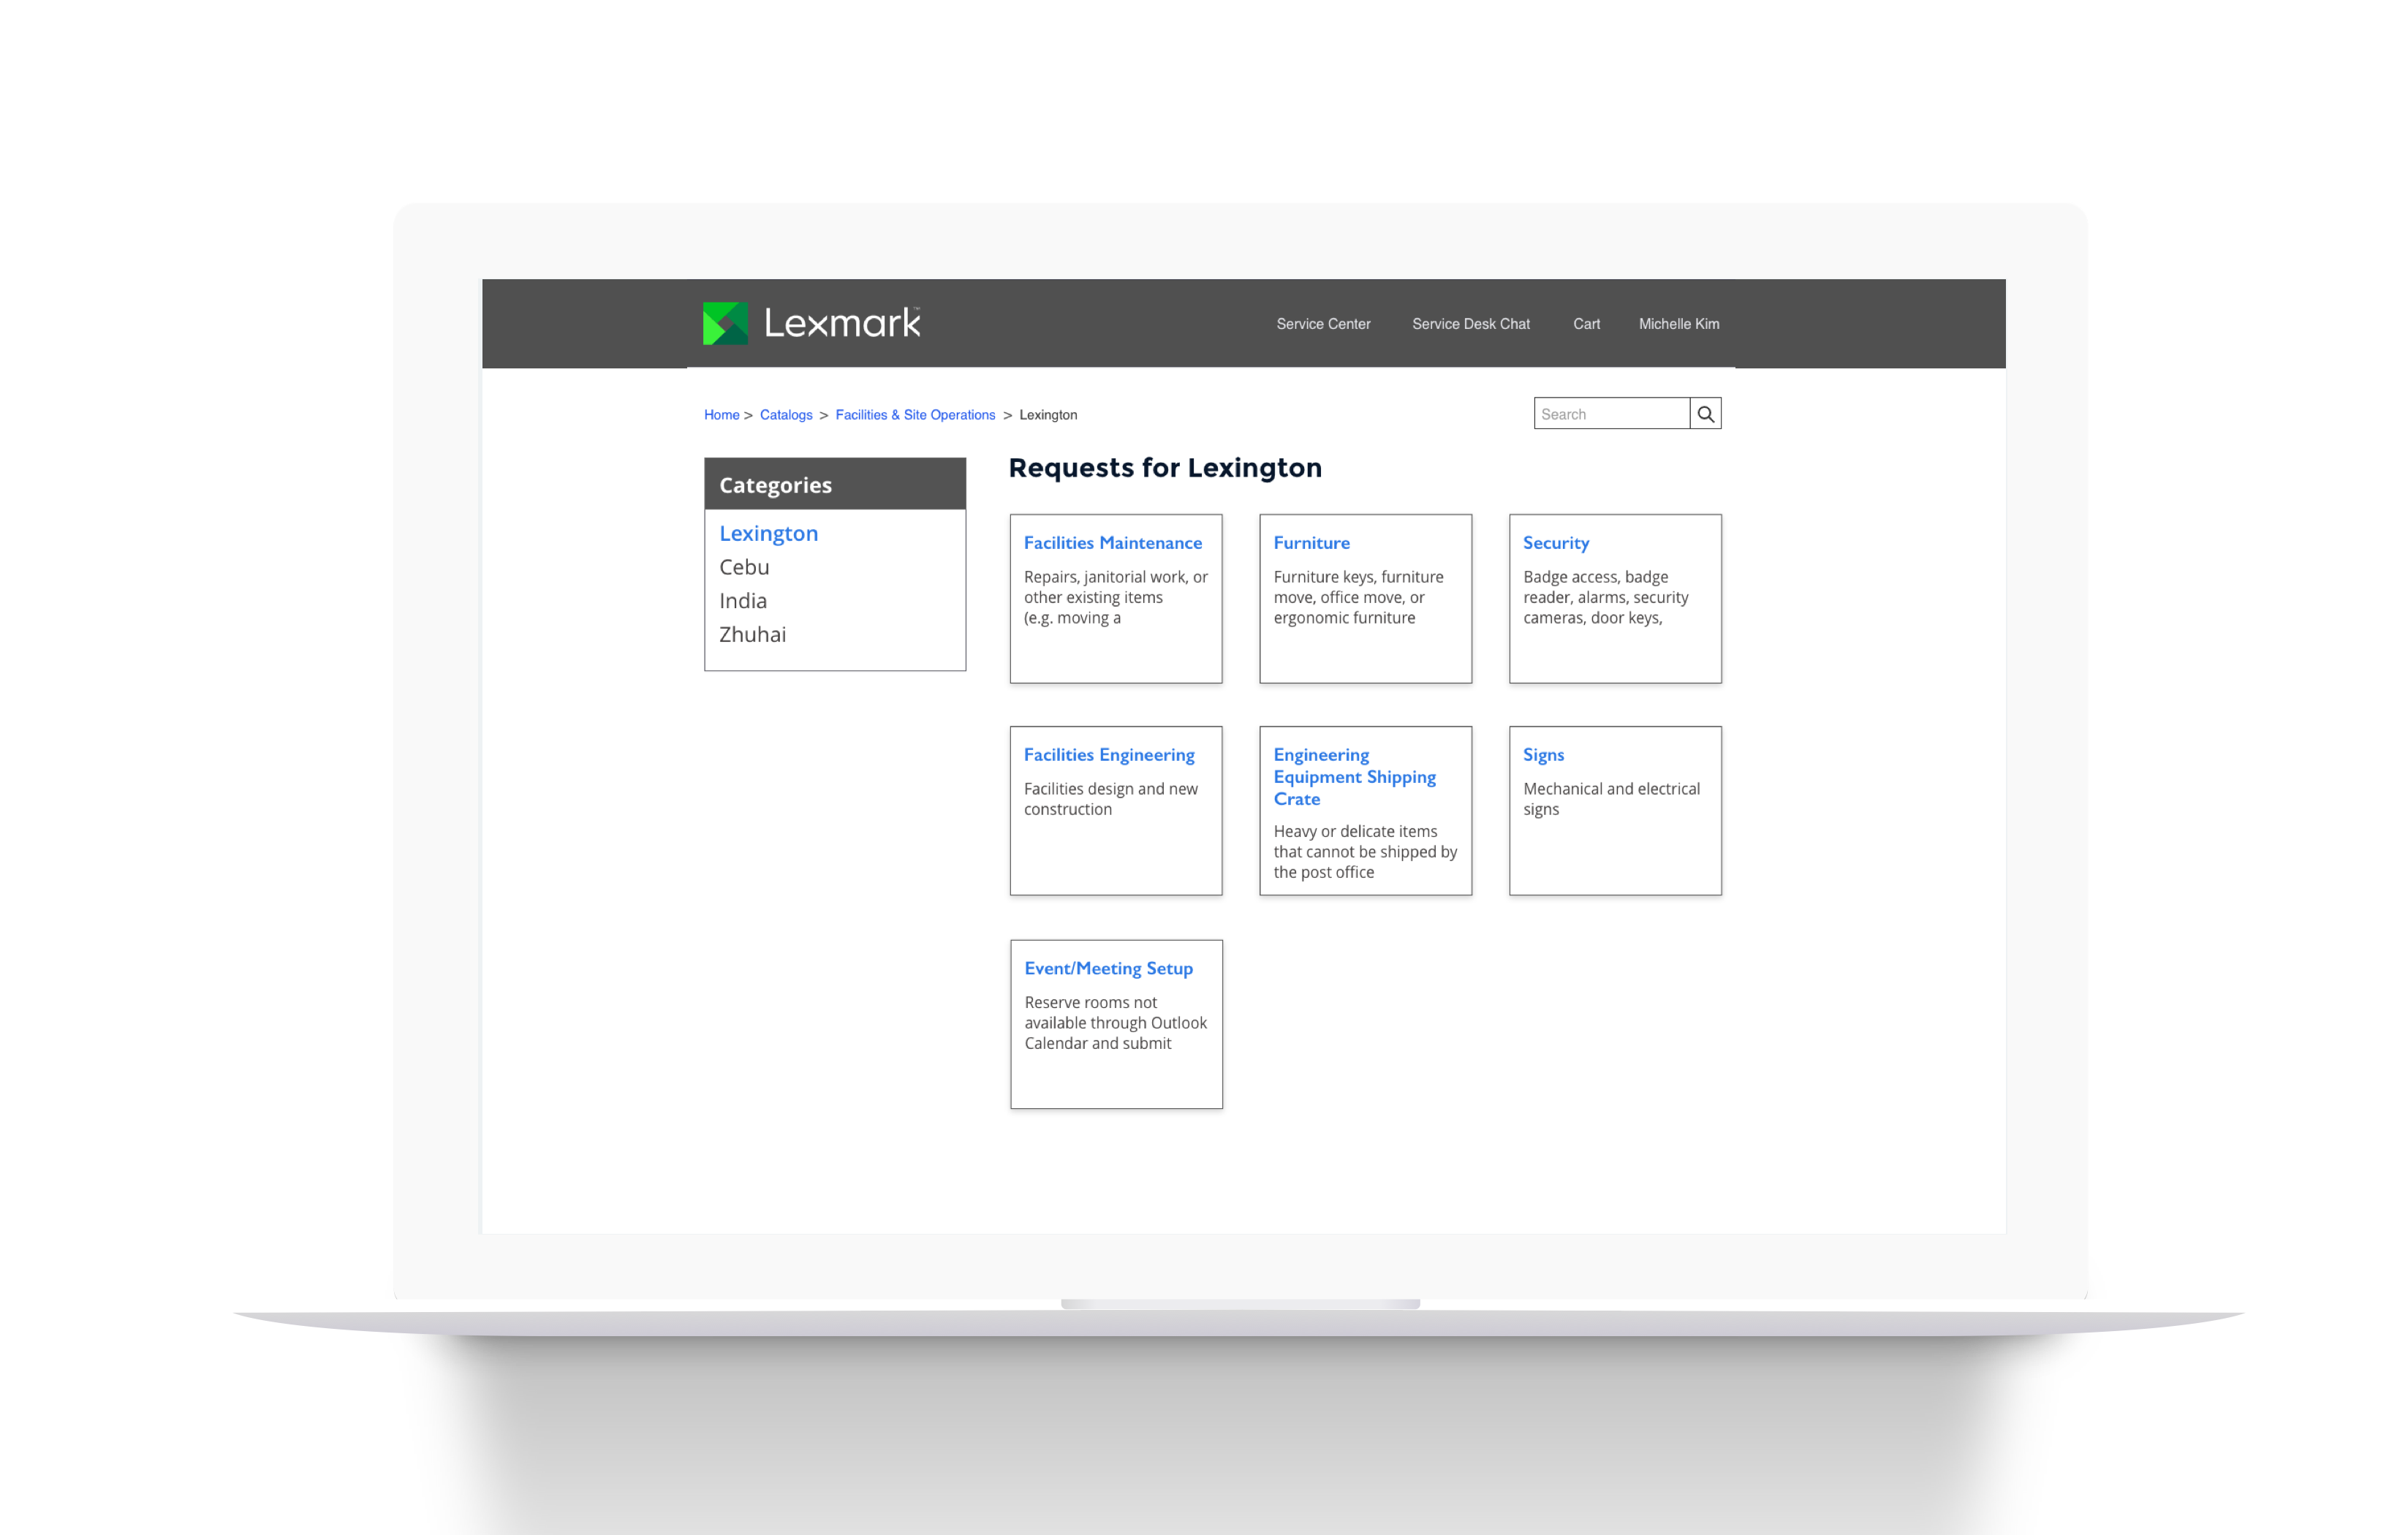 Lexmark™
Service Center
Service Desk Chat
Cart
Michelle Kim
Home > Catalogs > Facilities & Site Operations > Lexington
Search
Categories
Lexington
Cebu
India
Zhuhai
Requests for Lexington
Facilities Maintenance
Repairs, janitorial work, or
other existing items
(e.g. moving a
Furniture
Furniture keys, furniture
move, office move, or
ergonomic furniture
Security
Badge access, badge
reader, alarms, security
cameras, door keys,
Facilities Engineering
Facilities design and new
construction
Engineering
Equipment Shipping
Crate
Heavy or delicate items
that cannot be shipped by
the post office
Signs
Mechanical and electrical
signs
Event/Meeting Setup
Reserve rooms not
available through Outlook
Calendar and submit